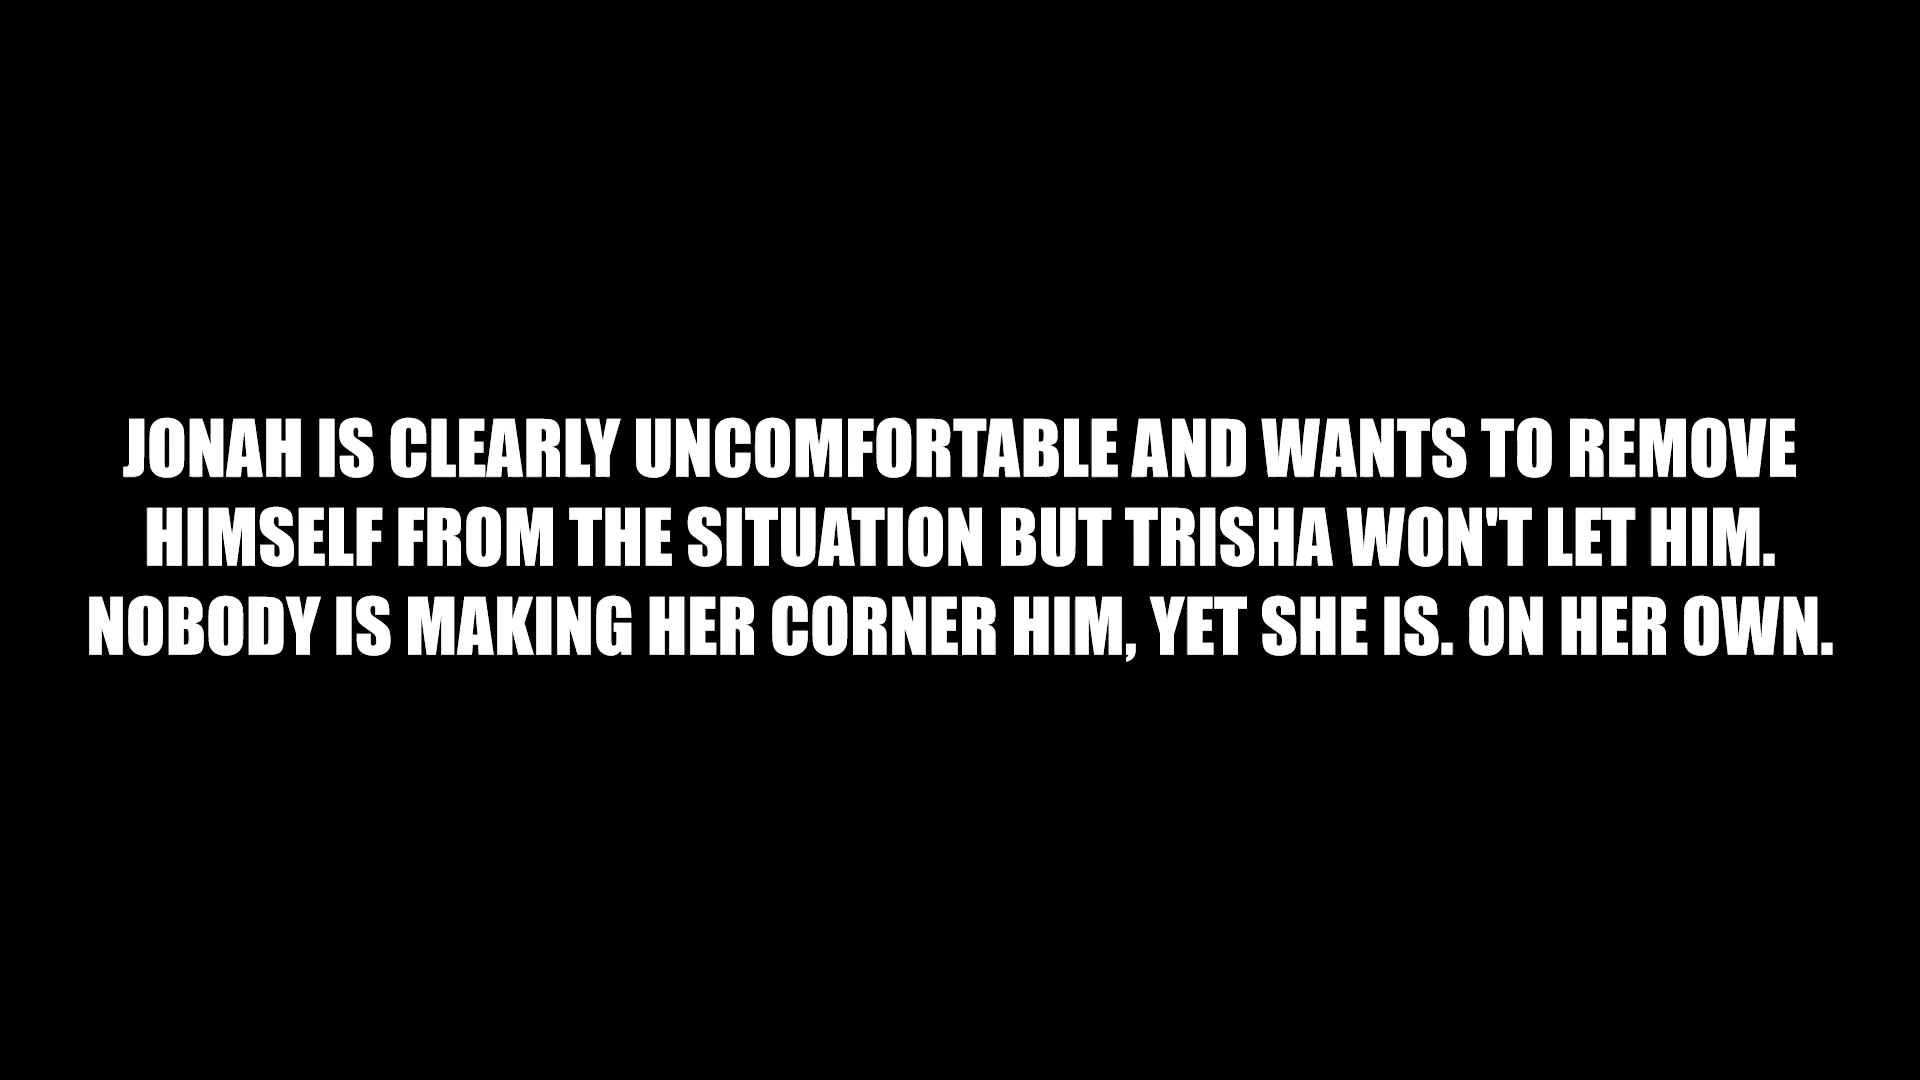 JONAH IS CLEARLY UNCOMFORTABLE AND WANTS TO REMOVE
HIMSELF FROM THE SITUATION BUT TRISHA WON'T LET HIM.
NOBODY IS MAKING HER CORNER HIM, YET SHE IS. ON HER OWN.